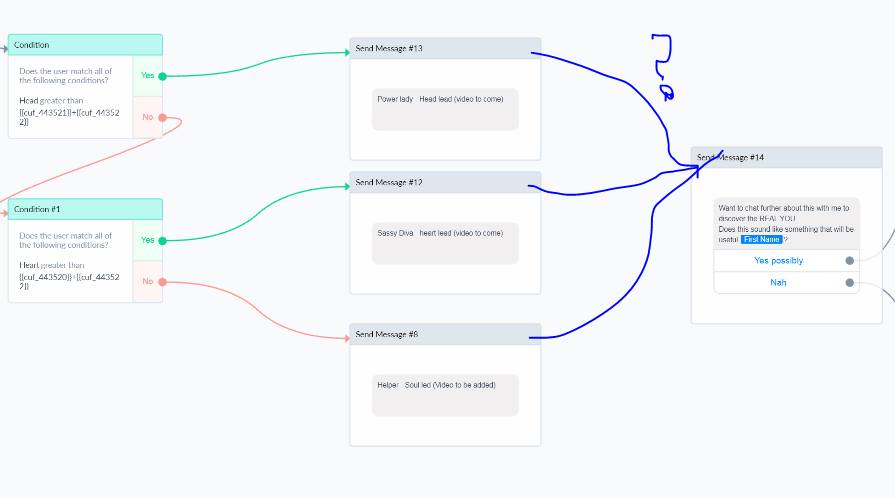 Condition
Does the user match all of
the following conditions?
Head greater than
{{cuf_443521}}+{{cuf_44352
2}}
Yes
No
Condition #1
Does the user match all of
the following conditions?
Heart greater than
{{cuf_443520}}+{{cuf_44352
2}}
Yes
No
Send Message #13
Power lady Head lead (video to come)
Send Message #12
Sassy Diva heart lead (video to come)
Send Message #8
Helper Soul led (Video to be added)
Send Message #14
Want to chat further about this with me to
discover the REAL YOU
Does this sound like something that will be
useful First Name ?
Yes possibly
Nah